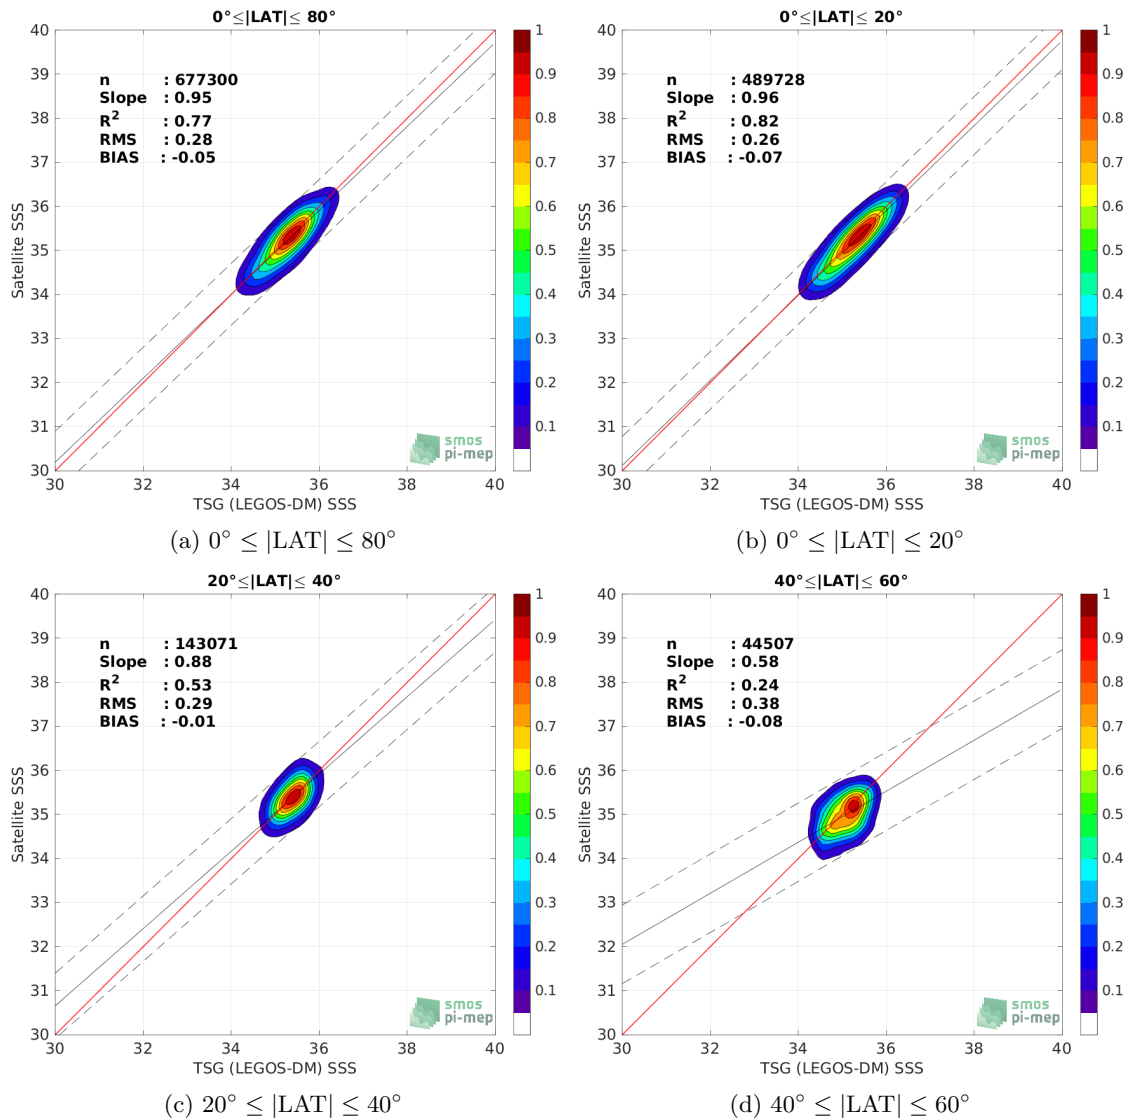 0°≤|LAT|≤ 80°
n : 677300
Slope : 0.95
R² : 0.77
RMS : 0.28
BIAS : -0.05
Satellite SSS
40
39
38
37
36
35
34
33
32
31
30
30 32 34 36 38 40
TSG (LEGOS-DM) SSS
smos
pi-mep
1
0.9
0.8
0.7
0.6
0.5
0.4
0.3
0.2
0.1
(a) 0° ≤ |LAT| ≤ 80°
0°≤|LAT|≤ 20°
n : 489728
Slope : 0.96
R² : 0.82
RMS : 0.26
BIAS : -0.07
Satellite SSS
40
39
38
37
36
35
34
33
32
31
30
30 32 34 36 38 40
TSG (LEGOS-DM) SSS
smos
pi-mep
1
0.9
0.8
0.7
0.6
0.5
0.4
0.3
0.2
0.1
(b) 0° ≤ |LAT| ≤ 20°
20°≤|LAT|≤ 40°
n : 143071
Slope : 0.88
R² : 0.53
RMS : 0.29
BIAS : -0.01
Satellite SSS
40
39
38
37
36
35
34
33
32
31
30
30 32 34 36 38 40
TSG (LEGOS-DM) SSS
smos
pi-mep
1
0.9
0.8
0.7
0.6
0.5
0.4
0.3
0.2
0.1
(c) 20° ≤ |LAT| ≤ 40°
40°≤|LAT|≤ 60°
n : 44507
Slope : 0.58
R² : 0.24
RMS : 0.38
BIAS : -0.08
Satellite SSS
40
39
38
37
36
35
34
33
32
31
30
30 32 34 36 38 40
TSG (LEGOS-DM) SSS
smos
pi-mep
1
0.9
0.8
0.7
0.6
0.5
0.4
0.3
0.2
0.1
(d) 40° ≤ |LAT| ≤ 60°